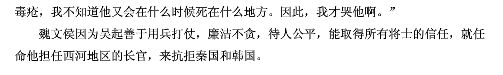 毒疮，我不知道他又会在什么时候死在什么地方。因此，我才哭他啊。”
魏文侯因为吴起善于用兵打仗，廉洁不贪，待人公平，能取得所有将士的信任，就任
命他担任西河地区的长官，来抗拒秦国和韩国。